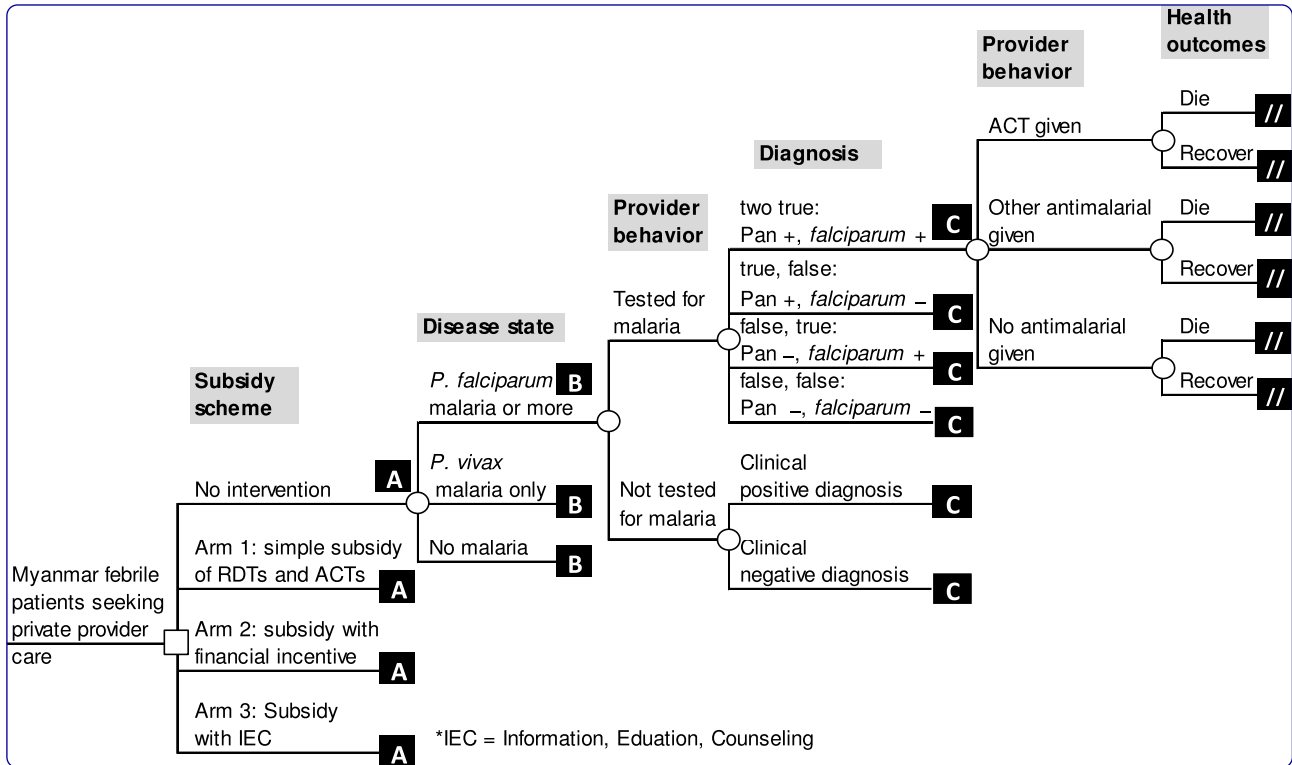 Health
outcomes
Provider
behavior
Die
//
ACT given
Recover
//
Diagnosis
two true:
Pan +, falciparum +
C
Other antimalarial
given
Die
//
Recover
//
Provider
behavior
true, false:
Pan +, falciparum –
C
Tested for
malaria
false, true:
Pan –, falciparum +
C
No antimalarial
given
Die
//
Recover
//
false, false:
Pan –, falciparum –
C
Disease state
P. falciparum
malaria or more
B
Subsidy
scheme
P. vivax
malaria only
B
Not tested
for malaria
Clinical
positive diagnosis
C
No intervention
A
No malaria
B
Clinical
negative diagnosis
C
Arm 1: simple subsidy
of RDTs and ACTs
A
Myanmar febrile
patients seeking
private provider
care
Arm 2: subsidy with
financial incentive
A
Arm 3: Subsidy
with IEC
A
*IEC = Information, Eduation, Counseling